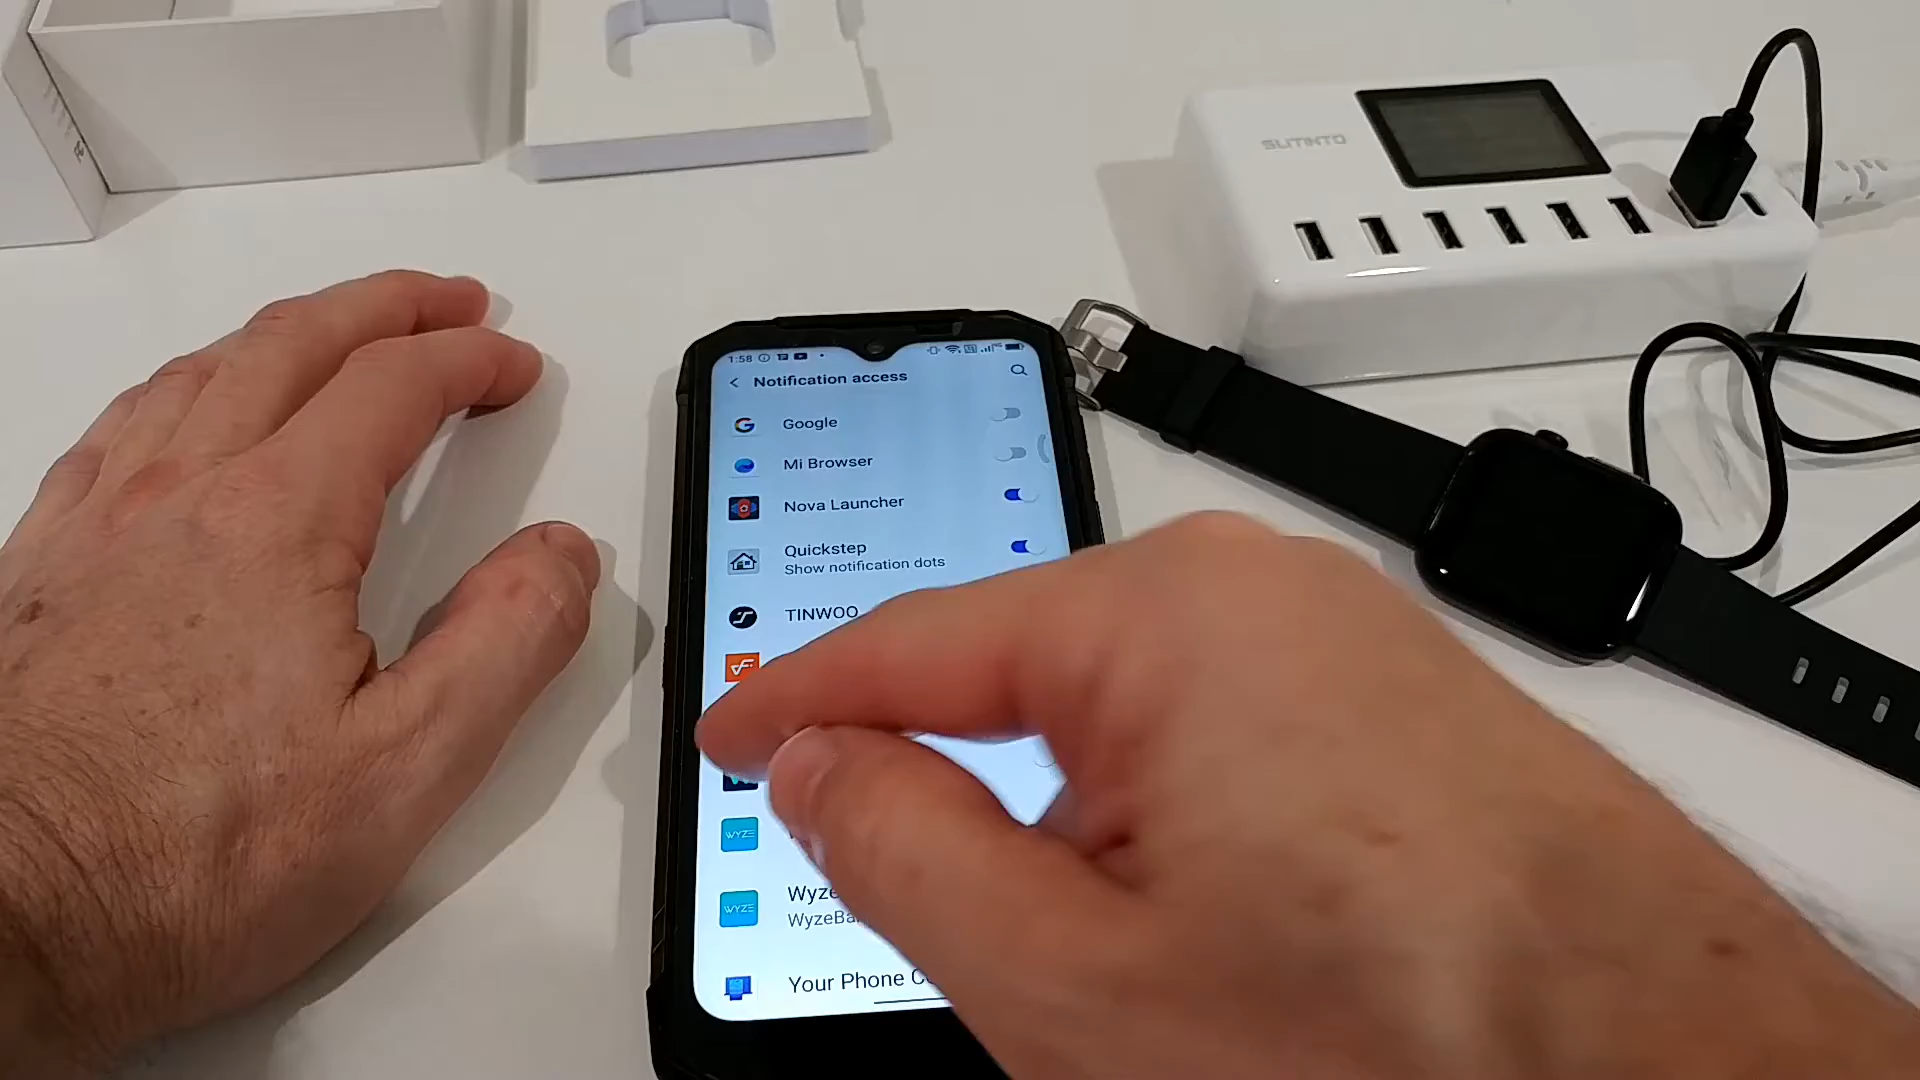 SLITINTO
1:58
Notification access
Google
Mi Browser
Nova Launcher
Quickstep
Show notification dots
TINWOO
WYZE
WYZE
Wyze
WyzeBa
Your Phone C